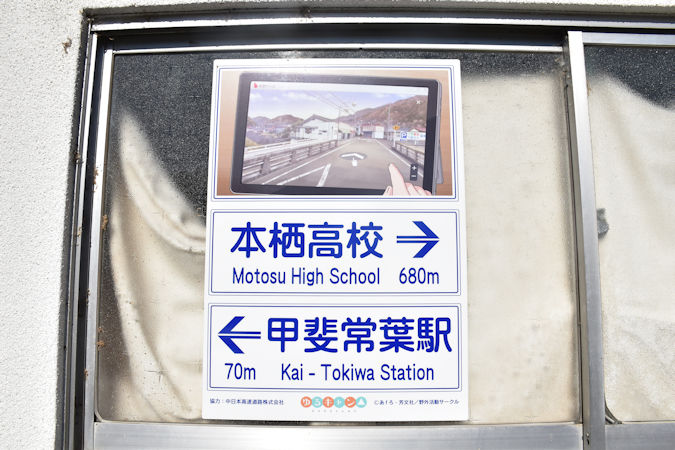 本栖高校 →
Motosu High School 680m
← 甲斐常葉駅
70m Kai - Tokiwa Station
協力：中日本高速道路株式会社 ゆるキャン△ ©あfろ・芳文社／野外活動サークル